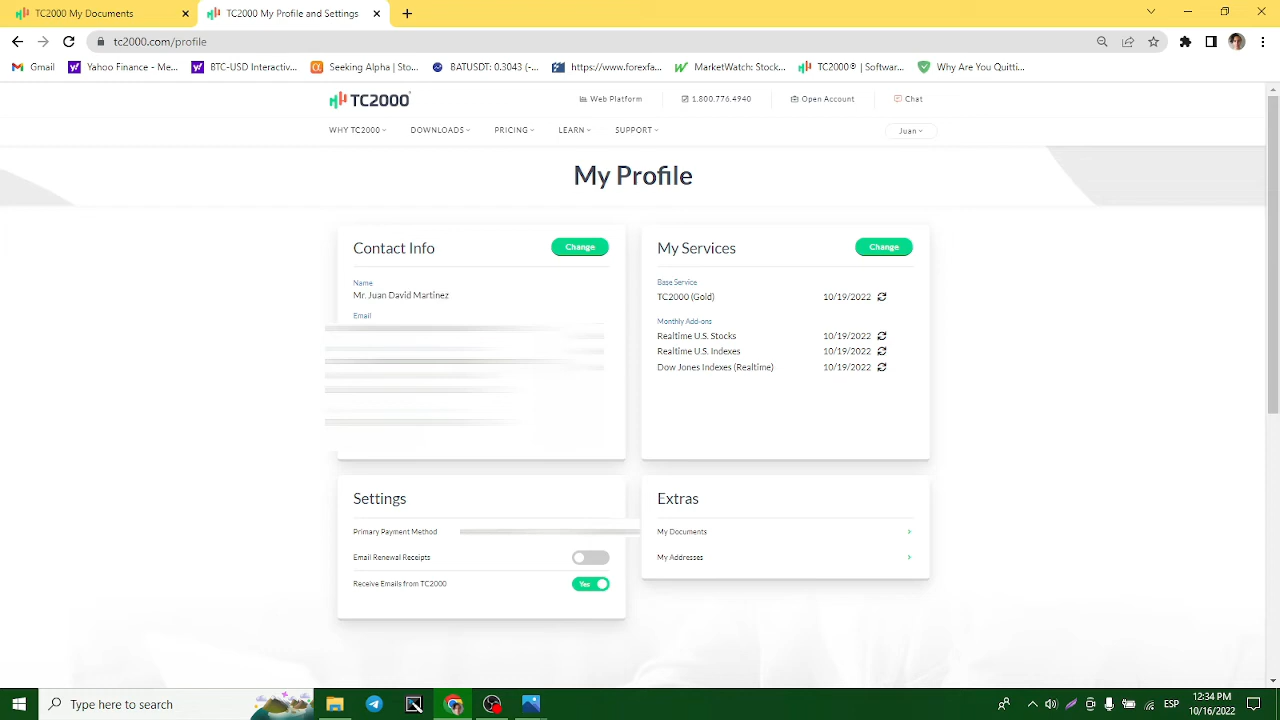 TC2000 My Documents
TC2000 My Profile and Settings
tc2000.com/profile
Gmail
Yahoo Finance - Me...
BTC-USD Interactiv...
Seeking Alpha | Sto...
BATUSDT: 0.3043 (-...
https://www.forexfa...
MarketWatch Stock...
TC2000® | Softwar...
Why Are You Quitti...
TC2000®
Web Platform
1.800.776.4940
Open Account
Chat
WHY TC2000
DOWNLOADS
PRICING
LEARN
SUPPORT
Juan
My Profile
Contact Info
Change
Name
Mr. Juan David Martinez
Email
My Services
Change
Base Service
TC2000 (Gold) 10/19/2022
Monthly Add-ons
Realtime U.S. Stocks 10/19/2022
Realtime U.S. Indexes 10/19/2022
Dow Jones Indexes (Realtime) 10/19/2022
Settings
Primary Payment Method
Email Renewal Receipts
Receive Emails from TC2000 Yes
Extras
My Documents
My Addresses
Type here to search
ESP
12:34 PM
10/16/2022